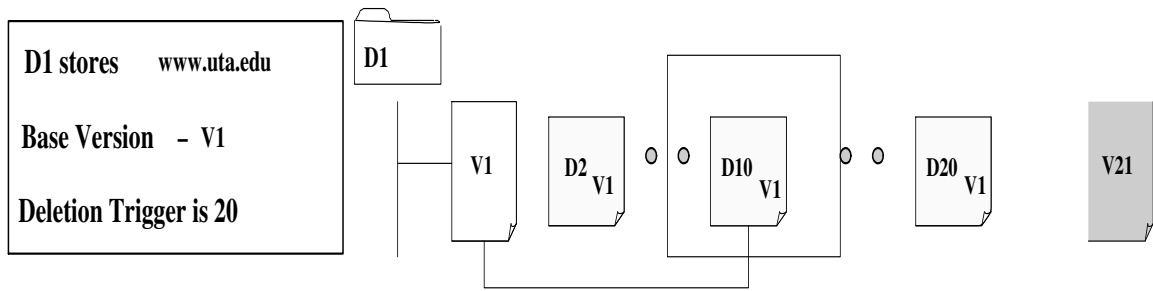 D1 stores www.uta.edu
Base Version – V1
Deletion Trigger is 20
D1
V1
D2 V1
D10 V1
D20 V1
V21